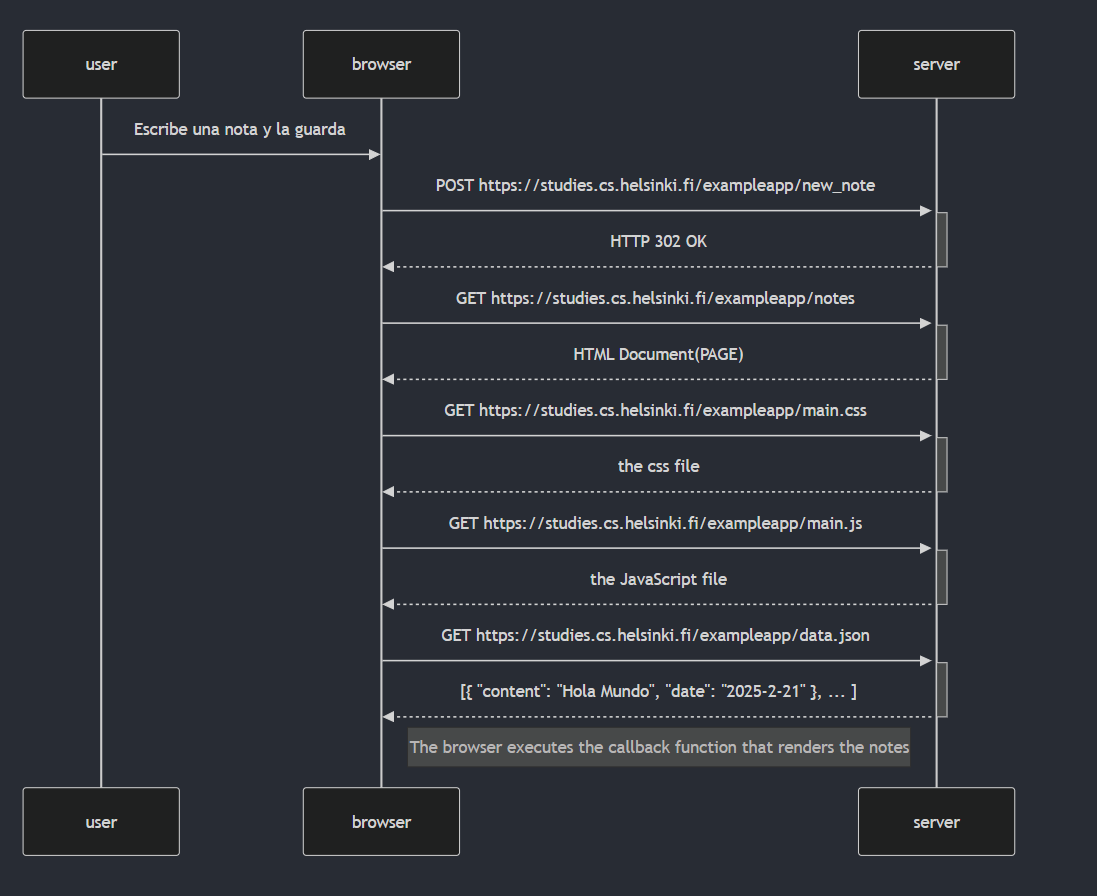 user
browser
server
Escribe una nota y la guarda
POST https://studies.cs.helsinki.fi/exampleapp/new_note
HTTP 302 OK
GET https://studies.cs.helsinki.fi/exampleapp/notes
HTML Document(PAGE)
GET https://studies.cs.helsinki.fi/exampleapp/main.css
the css file
GET https://studies.cs.helsinki.fi/exampleapp/main.js
the JavaScript file
GET https://studies.cs.helsinki.fi/exampleapp/data.json
[{ "content": "Hola Mundo", "date": "2025-2-21" }, ... ]
The browser executes the callback function that renders the notes
user
browser
server